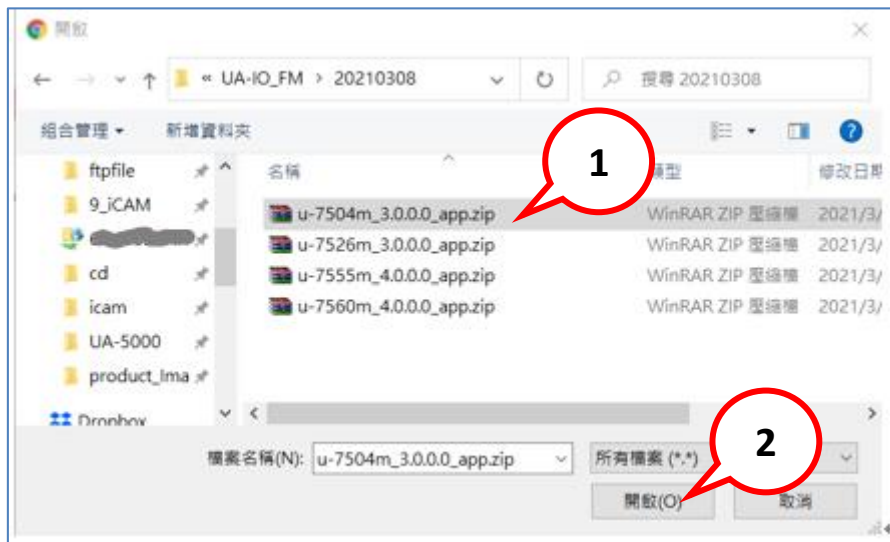 開啟
« UA-IO_FM > 20210308
搜尋 20210308
組合管理
新增資料夾
ftpfile
9_iCAM
cd
icam
UA-5000
product_Ima
Dropbox
名稱
類型
修改日期
1
u-7504m_3.0.0.0_app.zip WinRAR ZIP 壓縮檔 2021/3/
u-7526m_3.0.0.0_app.zip WinRAR ZIP 壓縮檔 2021/3/
u-7555m_4.0.0.0_app.zip WinRAR ZIP 壓縮檔 2021/3/
u-7560m_4.0.0.0_app.zip WinRAR ZIP 壓縮檔 2021/3/
檔案名稱(N): u-7504m_3.0.0.0_app.zip
所有檔案 (*.*)
2
開啟(O)
取消